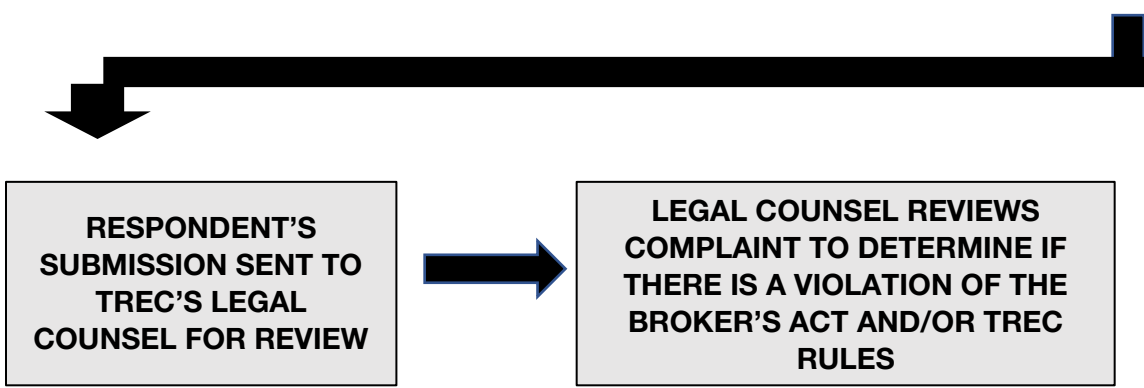 RESPONDENT’S
SUBMISSION SENT TO
TREC’S LEGAL
COUNSEL FOR REVIEW
LEGAL COUNSEL REVIEWS
COMPLAINT TO DETERMINE IF
THERE IS A VIOLATION OF THE
BROKER’S ACT AND/OR TREC
RULES